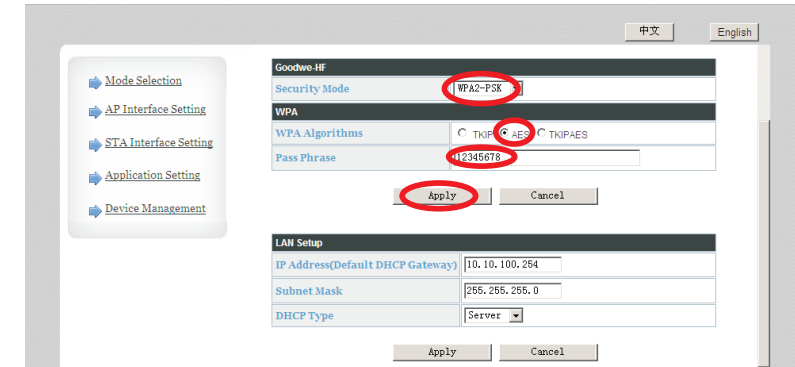 中文 English
Mode Selection
AP Interface Setting
STA Interface Setting
Application Setting
Device Management
Goodwe-HF
Security Mode WPA2-PSK
WPA
WPA Algorithms TKIP AES TKIPAES
Pass Phrase 12345678
Apply Cancel
LAN Setup
IP Address(Default DHCP Gateway) 10.10.100.254
Subnet Mask 255.255.255.0
DHCP Type Server
Apply Cancel